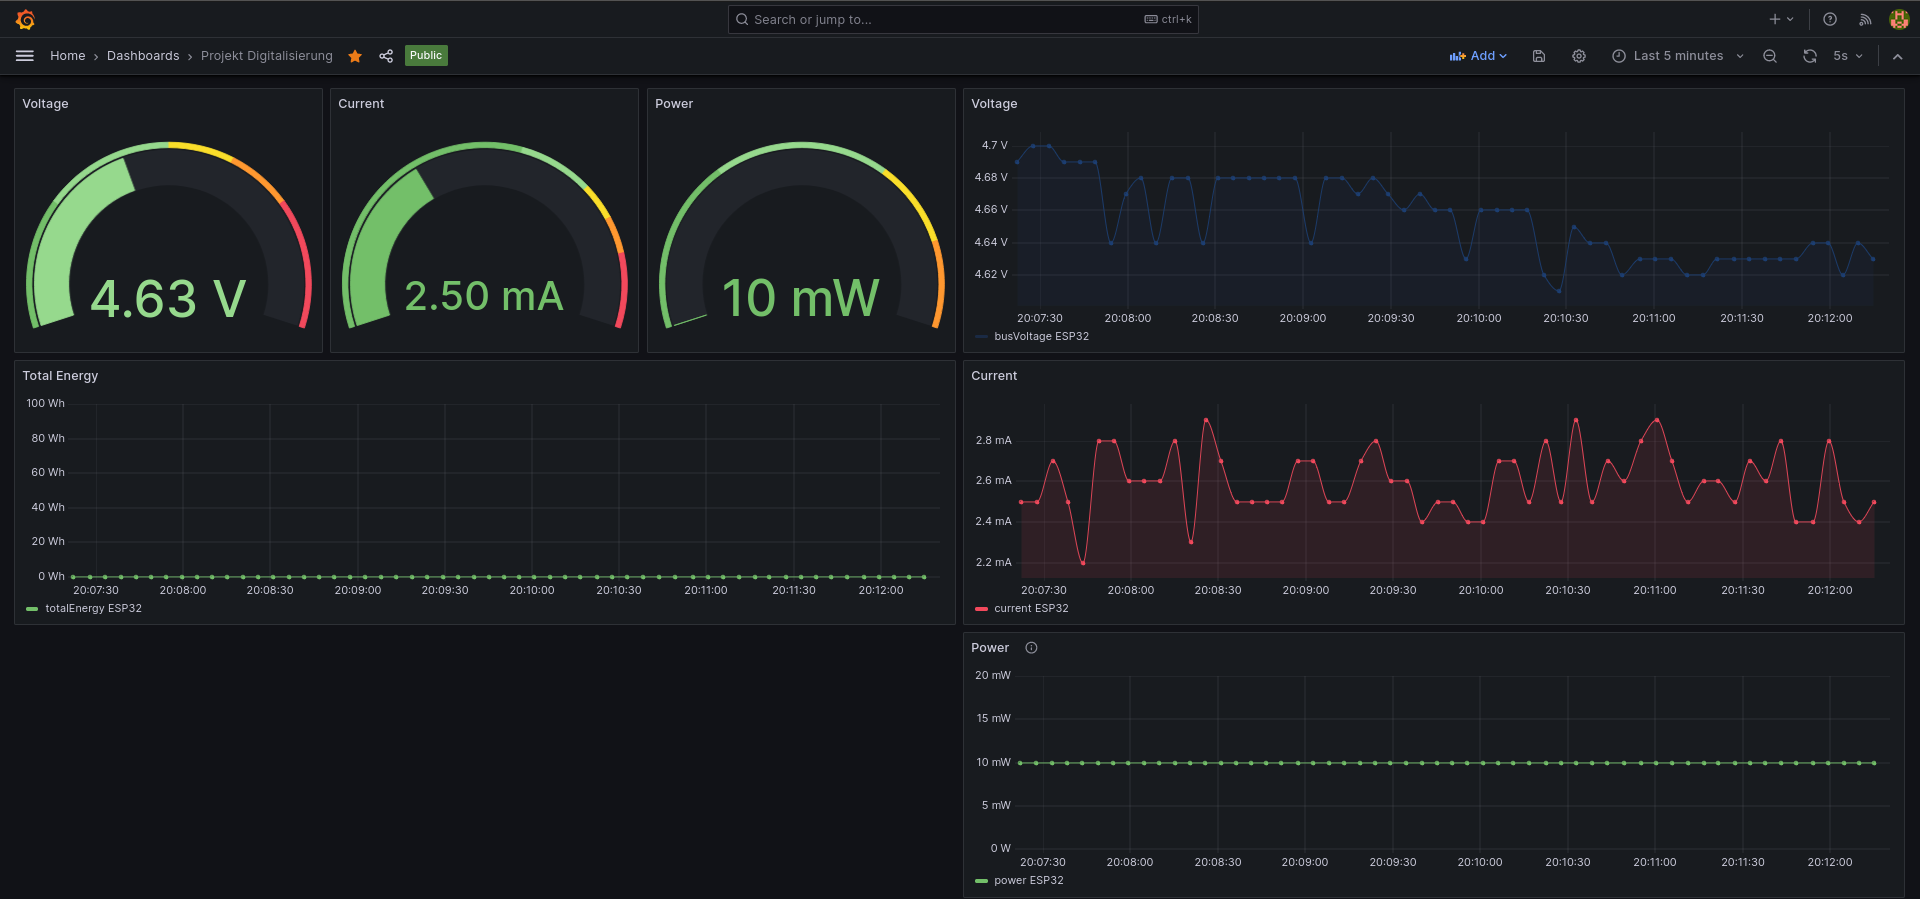 Search or jump to...
ctrl+k
Home
Dashboards
Projekt Digitalisierung
Public
Add
Last 5 minutes
5s
Voltage
4.63 V
Current
2.50 mA
Power
10 mW
Voltage
4.7 V
4.68 V
4.66 V
4.64 V
4.62 V
20:07:30 20:08:00 20:08:30 20:09:00 20:09:30 20:10:00 20:10:30 20:11:00 20:11:30 20:12:00
busVoltage ESP32
Total Energy
100 Wh
80 Wh
60 Wh
40 Wh
20 Wh
0 Wh
20:07:30 20:08:00 20:08:30 20:09:00 20:09:30 20:10:00 20:10:30 20:11:00 20:11:30 20:12:00
totalEnergy ESP32
Current
2.8 mA
2.6 mA
2.4 mA
2.2 mA
20:07:30 20:08:00 20:08:30 20:09:00 20:09:30 20:10:00 20:10:30 20:11:00 20:11:30 20:12:00
current ESP32
Power
20 mW
15 mW
10 mW
5 mW
0 W
20:07:30 20:08:00 20:08:30 20:09:00 20:09:30 20:10:00 20:10:30 20:11:00 20:11:30 20:12:00
power ESP32